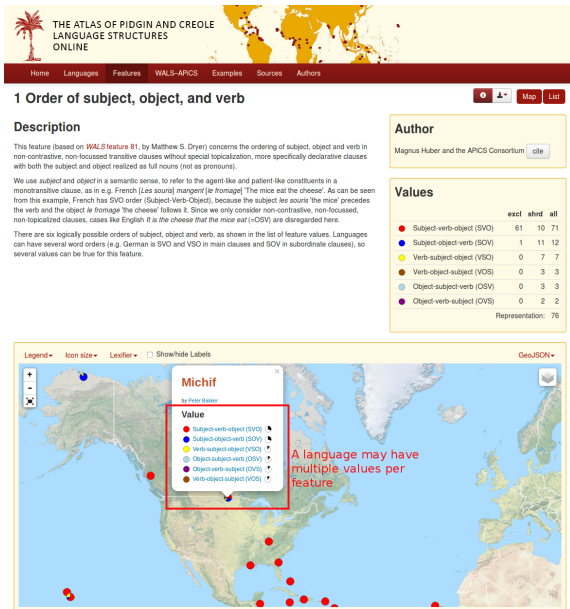 THE ATLAS OF PIDGIN AND CREOLE
LANGUAGE STRUCTURES
ONLINE
Home Languages Features WALS–APiCS Examples Sources Authors
1 Order of subject, object, and verb
Map List
Description
This feature (based on WALS feature 81, by Matthew S. Dryer) concerns the ordering of subject, object and verb in
non-contrastive, non-focussed transitive clauses without special topicalization, more specifically declarative clauses
with both the subject and object realized as full nouns (not as pronouns).
We use subject and object in a semantic sense, to refer to the agent-like and patient-like constituents in a
monotransitive clause, as in e.g. French [Les souris] mangent [le fromage] 'The mice eat the cheese'. As can be seen
from this example, French has SVO order (Subject-Verb-Object), because the subject les souris 'the mice' precedes
the verb and the object le fromage 'the cheese' follows it. Since we only consider non-contrastive, non-focussed,
non-topicalized clauses, cases like English It is the cheese that the mice eat (=OSV) are disregarded here.
There are six logically possible orders of subject, object and verb, as shown in the list of feature values. Languages
can have several word orders (e.g. German is SVO and VSO in main clauses and SOV in subordinate clauses), so
several values can be true for this feature.
Author
Magnus Huber and the APiCS Consortium cite
Values
excl shrd all
Subject-verb-object (SVO) 61 10 71
Subject-object-verb (SOV) 1 11 12
Verb-subject-object (VSO) 0 7 7
Verb-object-subject (VOS) 0 3 3
Object-subject-verb (OSV) 0 3 3
Object-verb-subject (OVS) 0 2 2
Representation: 76
Legend Icon size Lexifier Show/hide Labels GeoJSON
+
-
Michif
×
by Peter Bakker
Value
Subject-verb-object (SVO)
Subject-object-verb (SOV)
Verb-subject-object (VSO)
Object-subject-verb (OSV)
Object-verb-subject (OVS)
Verb-object-subject (VOS)
A language may have
multiple values per
feature